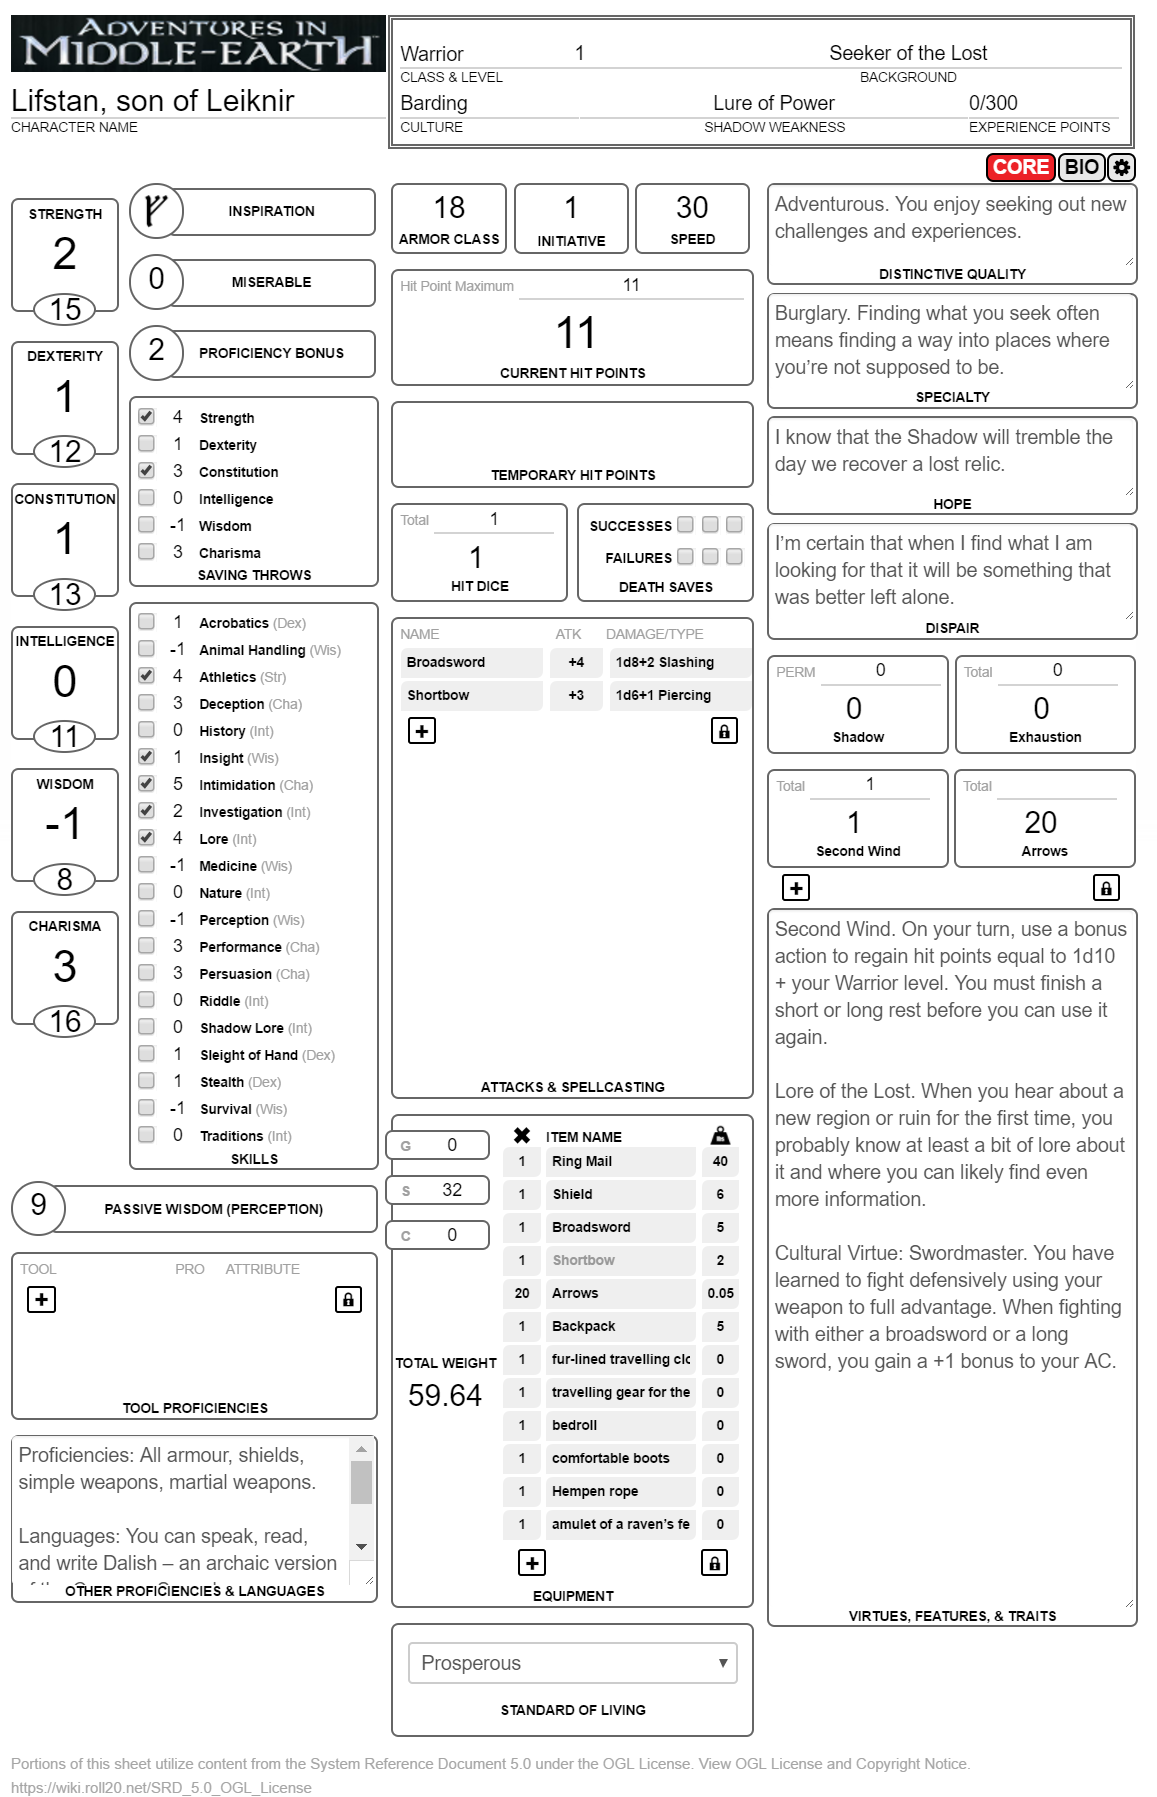 ADVENTURES IN
MIDDLE-EARTH
Lifstan, son of Leiknir
CHARACTER NAME
Warrior 1 Seeker of the Lost
CLASS & LEVEL BACKGROUND
Barding Lure of Power 0/300
CULTURE SHADOW WEAKNESS EXPERIENCE POINTS
CORE BIO
STRENGTH
2
15
DEXTERITY
1
12
CONSTITUTION
1
13
INTELLIGENCE
0
11
WISDOM
-1
8
CHARISMA
3
16
INSPIRATION
0 MISERABLE
2 PROFICIENCY BONUS
4 Strength
1 Dexterity
3 Constitution
0 Intelligence
-1 Wisdom
3 Charisma
SAVING THROWS
1 Acrobatics (Dex)
-1 Animal Handling (Wis)
4 Athletics (Str)
3 Deception (Cha)
0 History (Int)
1 Insight (Wis)
5 Intimidation (Cha)
2 Investigation (Int)
4 Lore (Int)
-1 Medicine (Wis)
0 Nature (Int)
-1 Perception (Wis)
3 Performance (Cha)
3 Persuasion (Cha)
0 Riddle (Int)
0 Shadow Lore (Int)
1 Sleight of Hand (Dex)
1 Stealth (Dex)
-1 Survival (Wis)
0 Traditions (Int)
SKILLS
9 PASSIVE WISDOM (PERCEPTION)
TOOL PRO ATTRIBUTE
TOOL PROFICIENCIES
Proficiencies: All armour, shields,
simple weapons, martial weapons.
Languages: You can speak, read,
and write Dalish – an archaic version
OTHER PROFICIENCIES & LANGUAGES
18
ARMOR CLASS
1
INITIATIVE
30
SPEED
Hit Point Maximum 11
11
CURRENT HIT POINTS
TEMPORARY HIT POINTS
Total 1
1
HIT DICE
SUCCESSES
FAILURES
DEATH SAVES
NAME ATK DAMAGE/TYPE
Broadsword +4 1d8+2 Slashing
Shortbow +3 1d6+1 Piercing
ATTACKS & SPELLCASTING
G 0
S 32
C 0
TOTAL WEIGHT
59.64
ITEM NAME
1 Ring Mail 40
1 Shield 6
1 Broadsword 5
1 Shortbow 2
20 Arrows 0.05
1 Backpack 5
1 fur-lined travelling clo 0
1 travelling gear for the 0
1 bedroll 0
1 comfortable boots 0
1 Hempen rope 0
1 amulet of a raven's fe 0
EQUIPMENT
Prosperous
STANDARD OF LIVING
Adventurous. You enjoy seeking out new
challenges and experiences.
DISTINCTIVE QUALITY
Burglary. Finding what you seek often
means finding a way into places where
you're not supposed to be.
SPECIALTY
I know that the Shadow will tremble the
day we recover a lost relic.
HOPE
I'm certain that when I find what I am
looking for that it will be something that
was better left alone.
DISPAIR
PERM 0
0
Shadow
Total 0
0
Exhaustion
Total 1
1
Second Wind
Total
20
Arrows
Second Wind. On your turn, use a bonus
action to regain hit points equal to 1d10
+ your Warrior level. You must finish a
short or long rest before you can use it
again.
Lore of the Lost. When you hear about a
new region or ruin for the first time, you
probably know at least a bit of lore about
it and where you can likely find even
more information.
Cultural Virtue: Swordmaster. You have
learned to fight defensively using your
weapon to full advantage. When fighting
with either a broadsword or a long
sword, you gain a +1 bonus to your AC.
VIRTUES, FEATURES, & TRAITS
Portions of this sheet utilize content from the System Reference Document 5.0 under the OGL License. View OGL License and Copyright Notice.
https://wiki.roll20.net/SRD_5.0_OGL_License